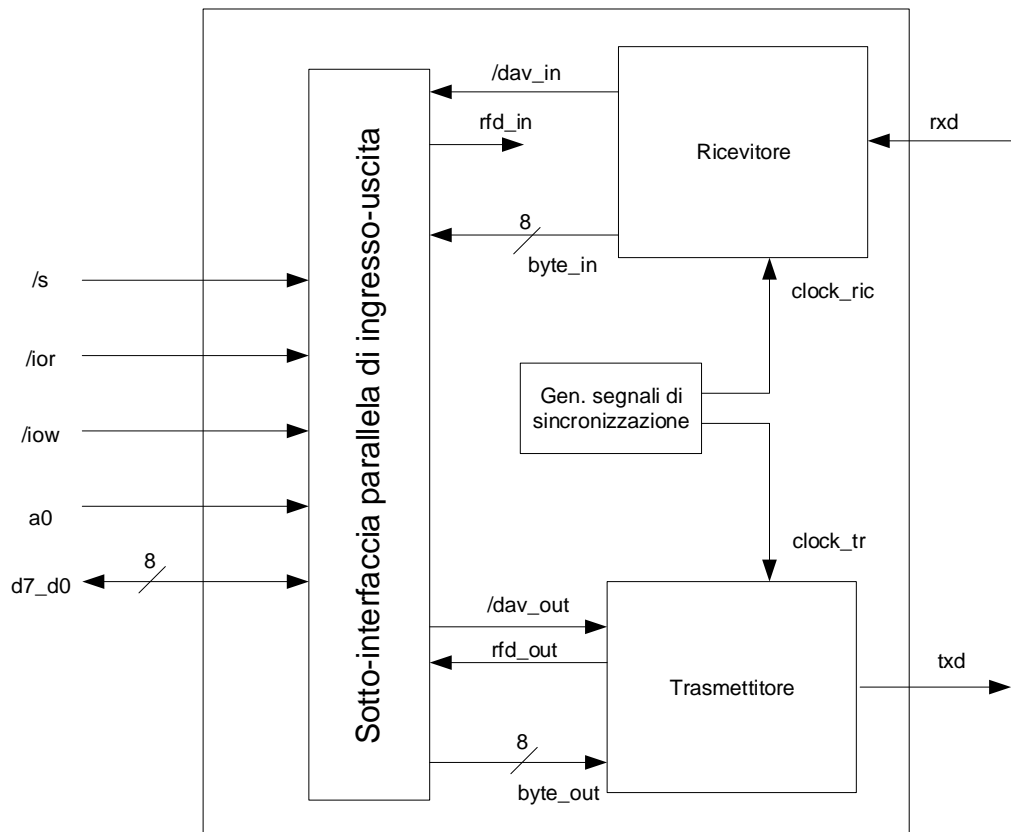 /dav_in
rfd_in
Ricevitore
rxd
8
byte_in
/s
clock_ric
/ior
Gen. segnali di
sincronizzazione
/iow
Sotto-interfaccia parallela di ingresso-uscita
a0
clock_tr
8
d7_d0
/dav_out
rfd_out
Trasmettitore
txd
8
byte_out